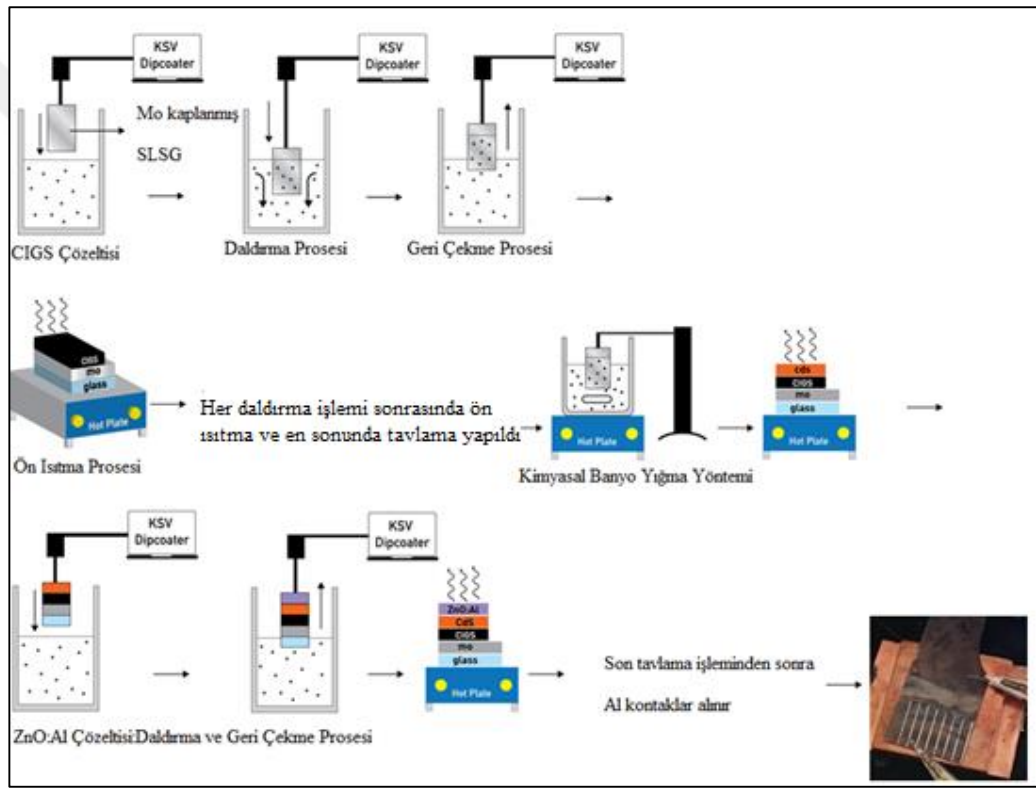 KSV
Dipcoater
KSV
Dipcoater
KSV
Dipcoater
Mo kaplanmış
SLSG
CIGS Çözeltisi
Daldırma Prosesi
Geri Çekme Prosesi
CIGS
mo
glass
Hot Plate
Ön Isıtma Prosesi
Her daldırma işlemi sonrasında ön
ısıtma ve en sonunda tavlama yapıldı
Hot Plate
Kimyasal Banyo Yığma Yöntemi
cds
CIGS
mo
glass
Hot Plate
KSV
Dipcoater
KSV
Dipcoater
ZnO:Al Çözeltisi:Daldırma ve Geri Çekme Prosesi
ZnO:Al
CdS
CIGS
mo
glass
Hot Plate
Son tavlama işleminden sonra
Al kontaklar alınır